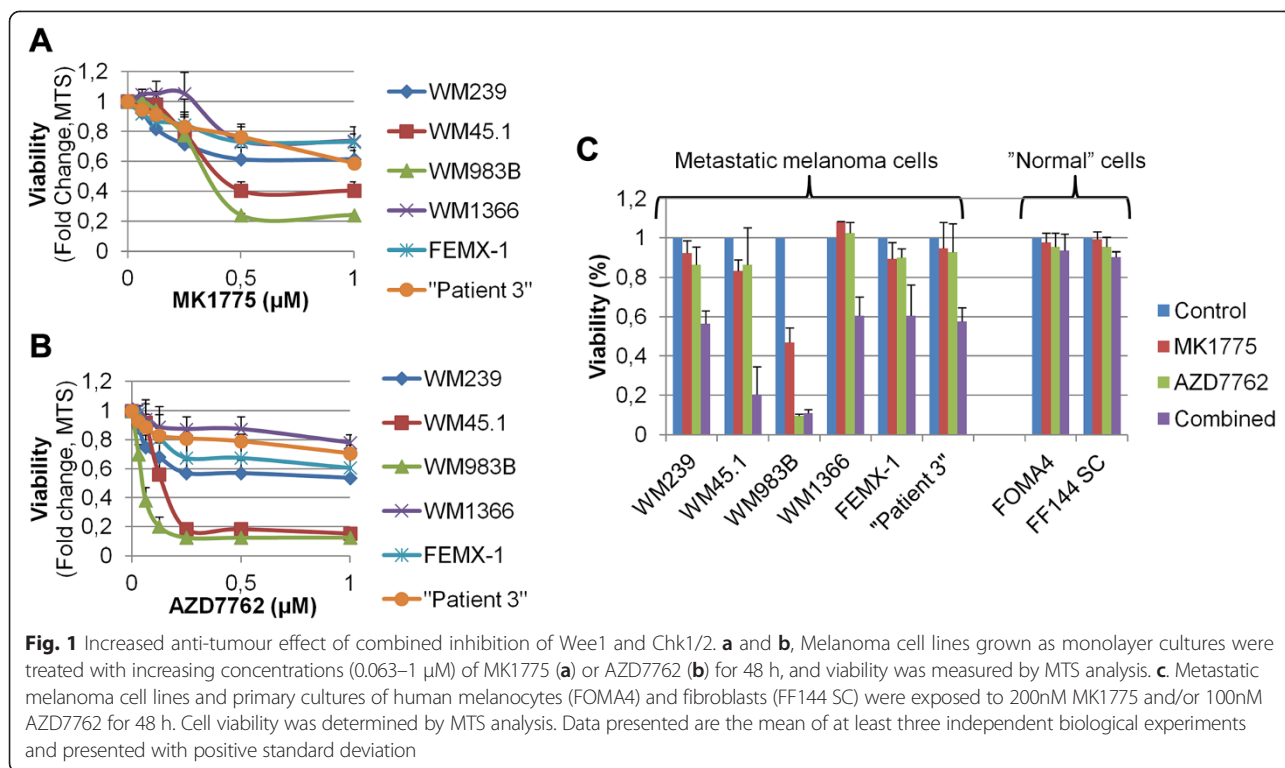 A
Viability
(Fold Change, MTS)
1,2
1
0,8
0,6
0,4
0,2
0
0
0,5
1
MK1775 (µM)
WM239
WM45.1
WM983B
WM1366
FEMX-1
"Patient 3"
B
Viability
(Fold change, MTS)
1,2
1
0,8
0,6
0,4
0,2
0
0
0,5
1
AZD7762 (µM)
WM239
WM45.1
WM983B
WM1366
FEMX-1
"Patient 3"
C
Metastatic melanoma cells
"Normal" cells
Viability (%)
1,2
1
0,8
0,6
0,4
0,2
0
WM239
WM45.1
WM983B
WM1366
FEMX-1
"Patient 3"
FOMA4
FF144 SC
Control
MK1775
AZD7762
Combined
Fig. 1 Increased anti-tumour effect of combined inhibition of Wee1 and Chk1/2. a and b, Melanoma cell lines grown as monolayer cultures were
treated with increasing concentrations (0.063–1 µM) of MK1775 (a) or AZD7762 (b) for 48 h, and viability was measured by MTS analysis. c. Metastatic
melanoma cell lines and primary cultures of human melanocytes (FOMA4) and fibroblasts (FF144 SC) were exposed to 200nM MK1775 and/or 100nM
AZD7762 for 48 h. Cell viability was determined by MTS analysis. Data presented are the mean of at least three independent biological experiments
and presented with positive standard deviation